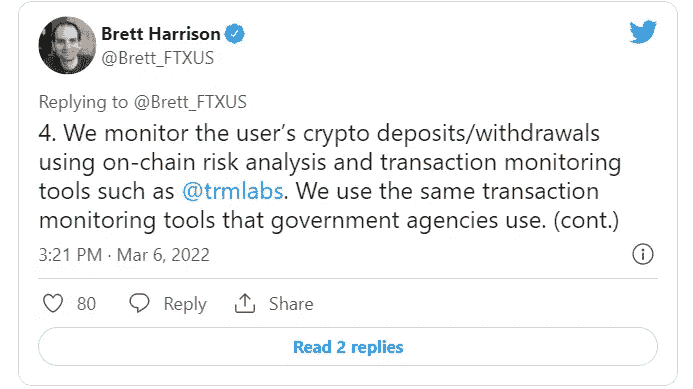 Brett Harrison
@Brett_FTXUS
Replying to @Brett_FTXUS
4. We monitor the user’s crypto deposits/withdrawals
using on-chain risk analysis and transaction monitoring
tools such as @trmlabs. We use the same transaction
monitoring tools that government agencies use. (cont.)
3:21 PM · Mar 6, 2022
80 Reply Share
Read 2 replies